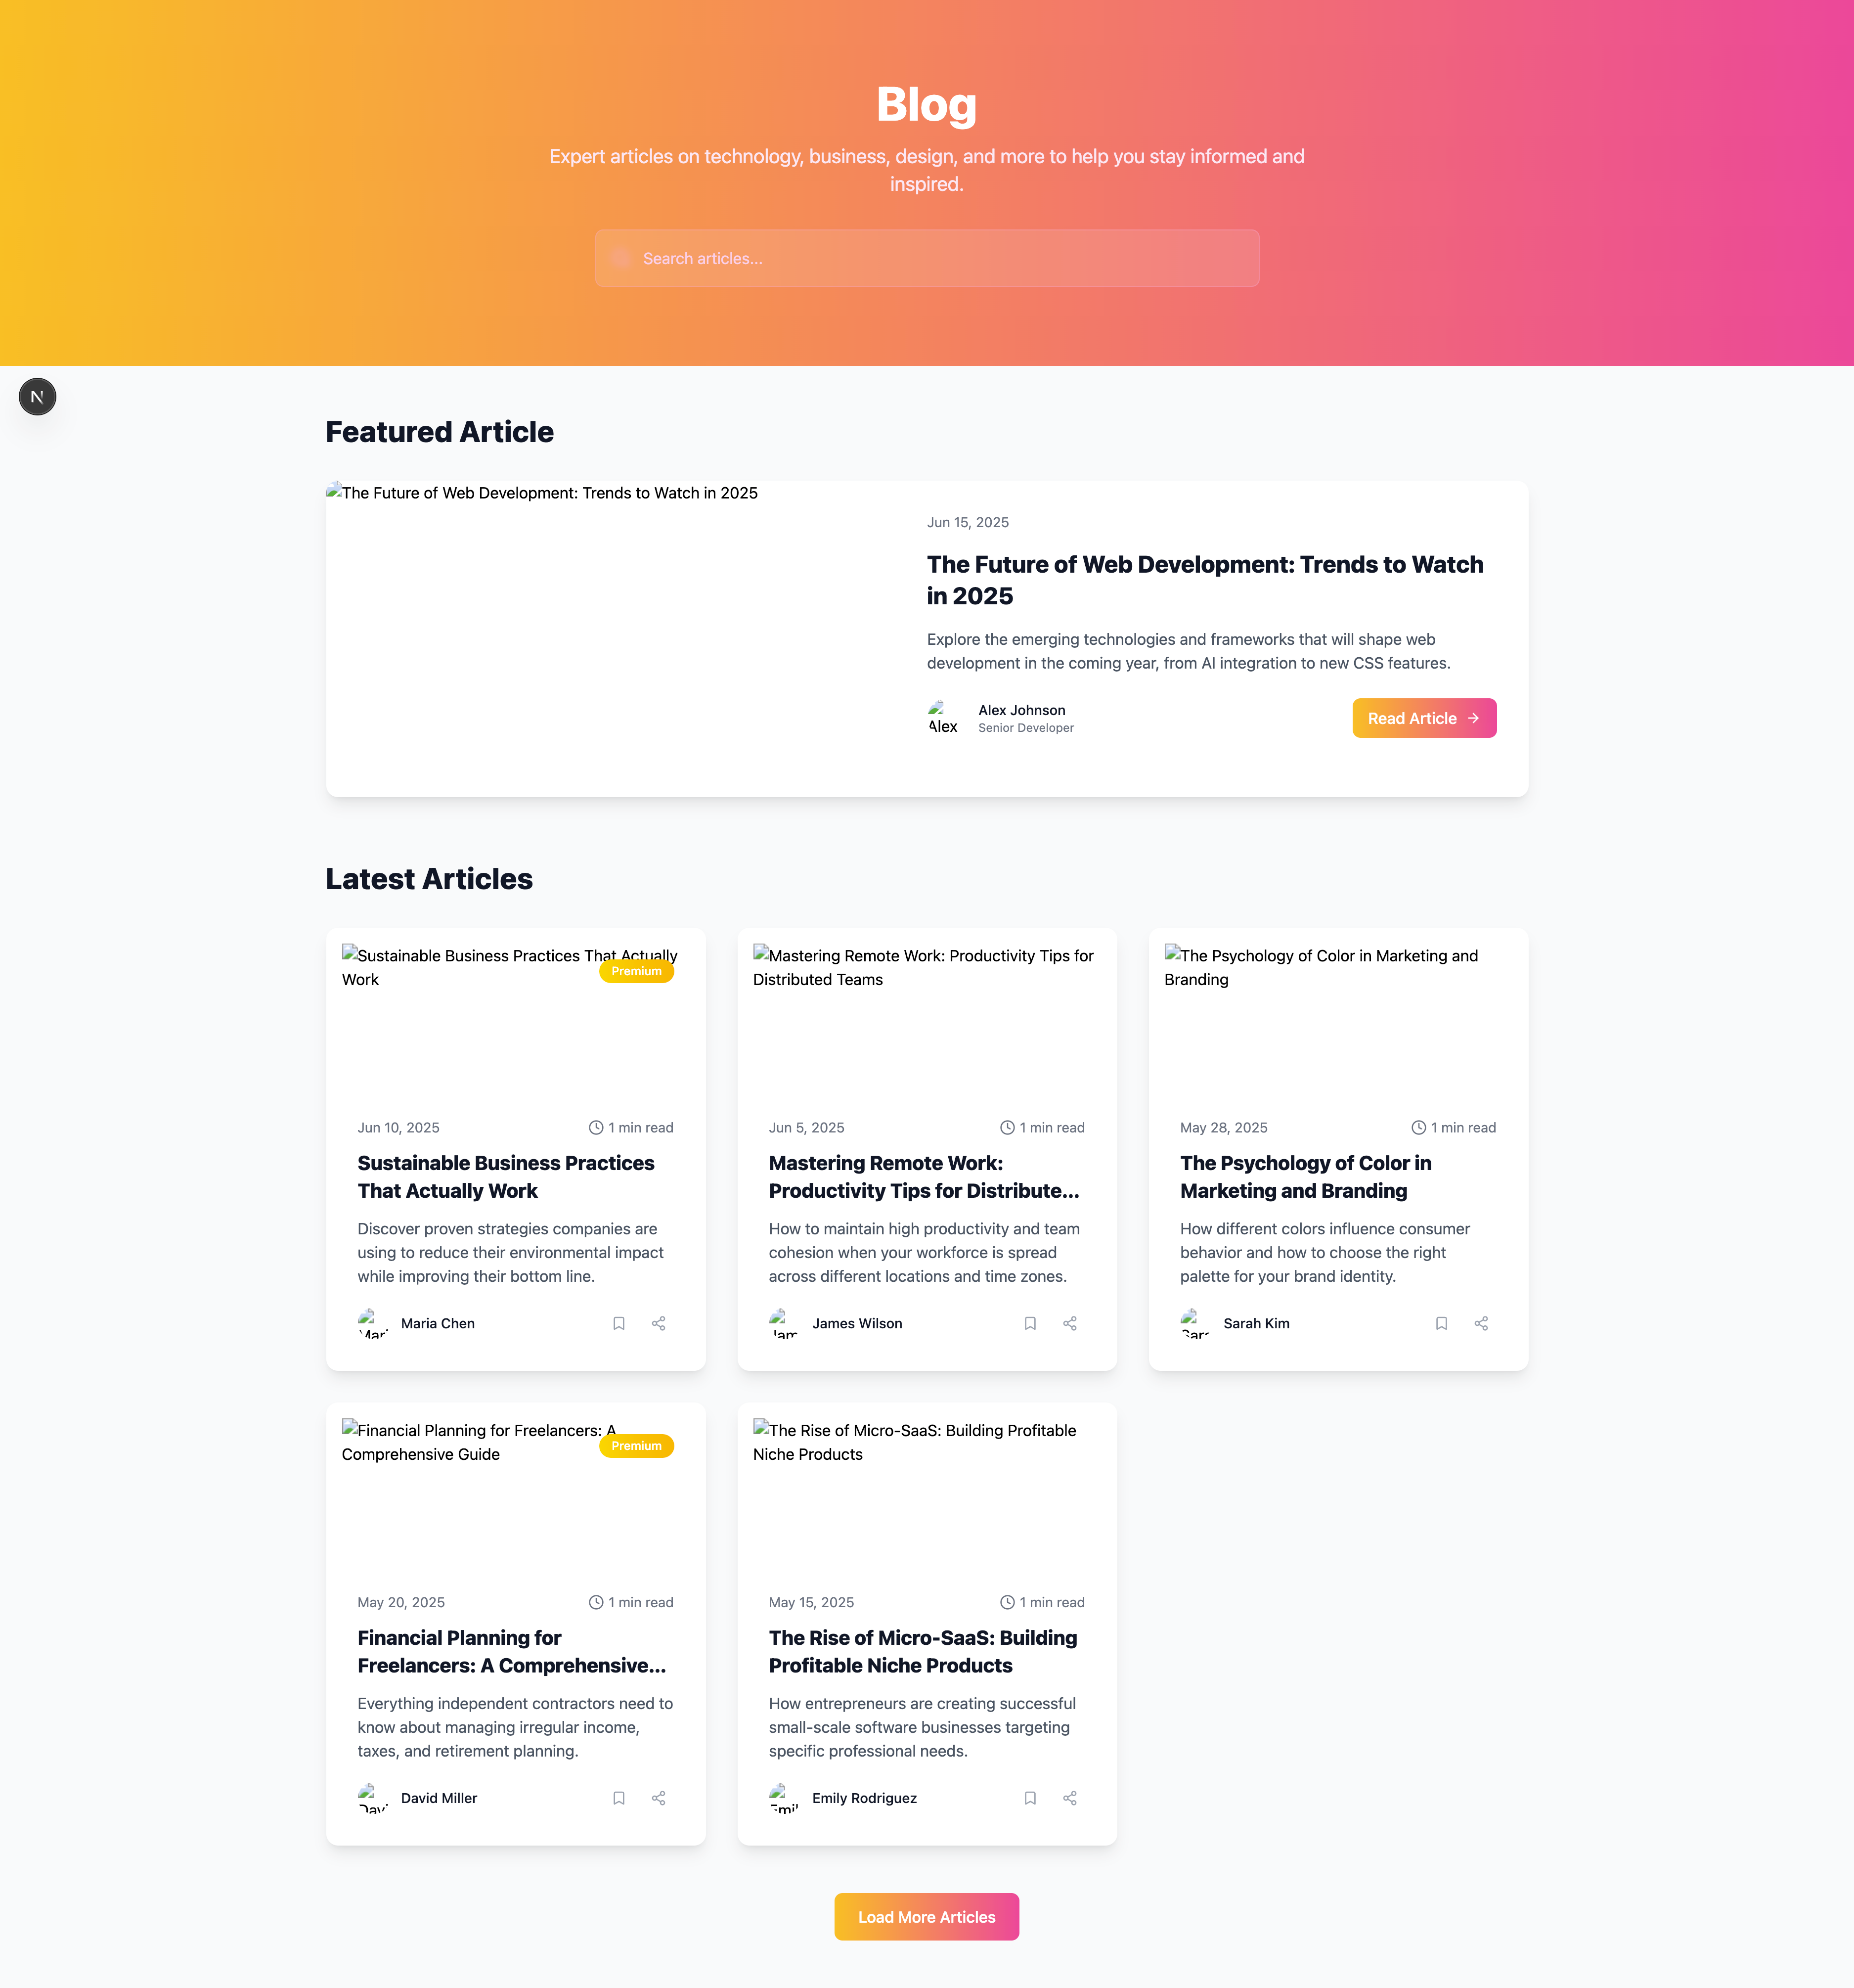 Blog
Expert articles on technology, business, design, and more to help you stay informed and
inspired.
Search articles...
N
Featured Article
The Future of Web Development: Trends to Watch in 2025
Jun 15, 2025
The Future of Web Development: Trends to Watch
in 2025
Explore the emerging technologies and frameworks that will shape web
development in the coming year, from AI integration to new CSS features.
Alex
Alex Johnson
Senior Developer
Read Article
Latest Articles
Sustainable Business Practices That Actually
Work
Premium
Jun 10, 2025
1 min read
Sustainable Business Practices
That Actually Work
Discover proven strategies companies are
using to reduce their environmental impact
while improving their bottom line.
Maria Chen
Mastering Remote Work: Productivity Tips for
Distributed Teams
Jun 5, 2025
1 min read
Mastering Remote Work:
Productivity Tips for Distribute...
How to maintain high productivity and team
cohesion when your workforce is spread
across different locations and time zones.
Jam
James Wilson
The Psychology of Color in Marketing and
Branding
May 28, 2025
1 min read
The Psychology of Color in
Marketing and Branding
How different colors influence consumer
behavior and how to choose the right
palette for your brand identity.
Sarah Kim
Financial Planning for Freelancers: A
Comprehensive Guide
Premium
May 20, 2025
1 min read
Financial Planning for
Freelancers: A Comprehensive...
Everything independent contractors need to
know about managing irregular income,
taxes, and retirement planning.
David Miller
The Rise of Micro-SaaS: Building Profitable
Niche Products
May 15, 2025
1 min read
The Rise of Micro-SaaS: Building
Profitable Niche Products
How entrepreneurs are creating successful
small-scale software businesses targeting
specific professional needs.
Emily Rodriguez
Load More Articles